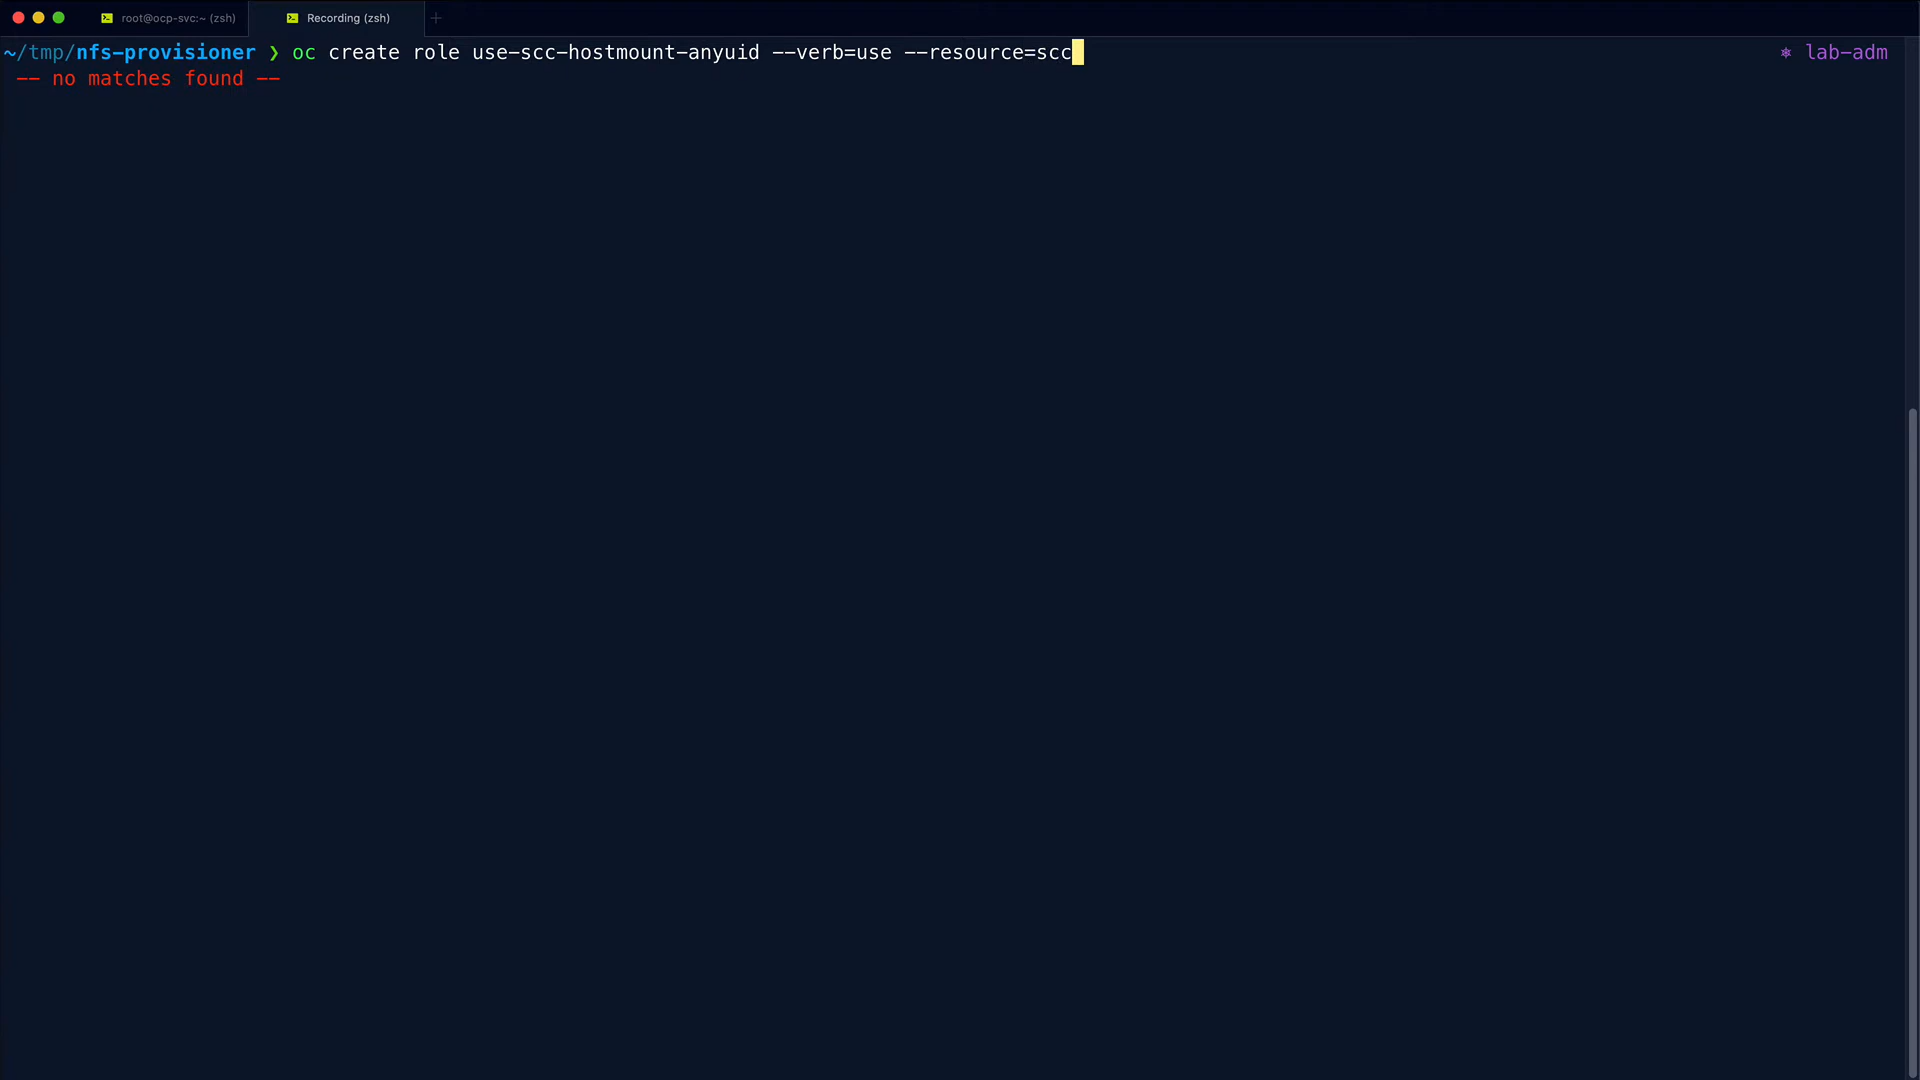 root@ocp-svc:~ (zsh) Recording (zsh) +
~/tmp/nfs-provisioner ❯ oc create role use-scc-hostmount-anyuid --verb=use --resource=scc ⎈ lab-adm
-- no matches found --